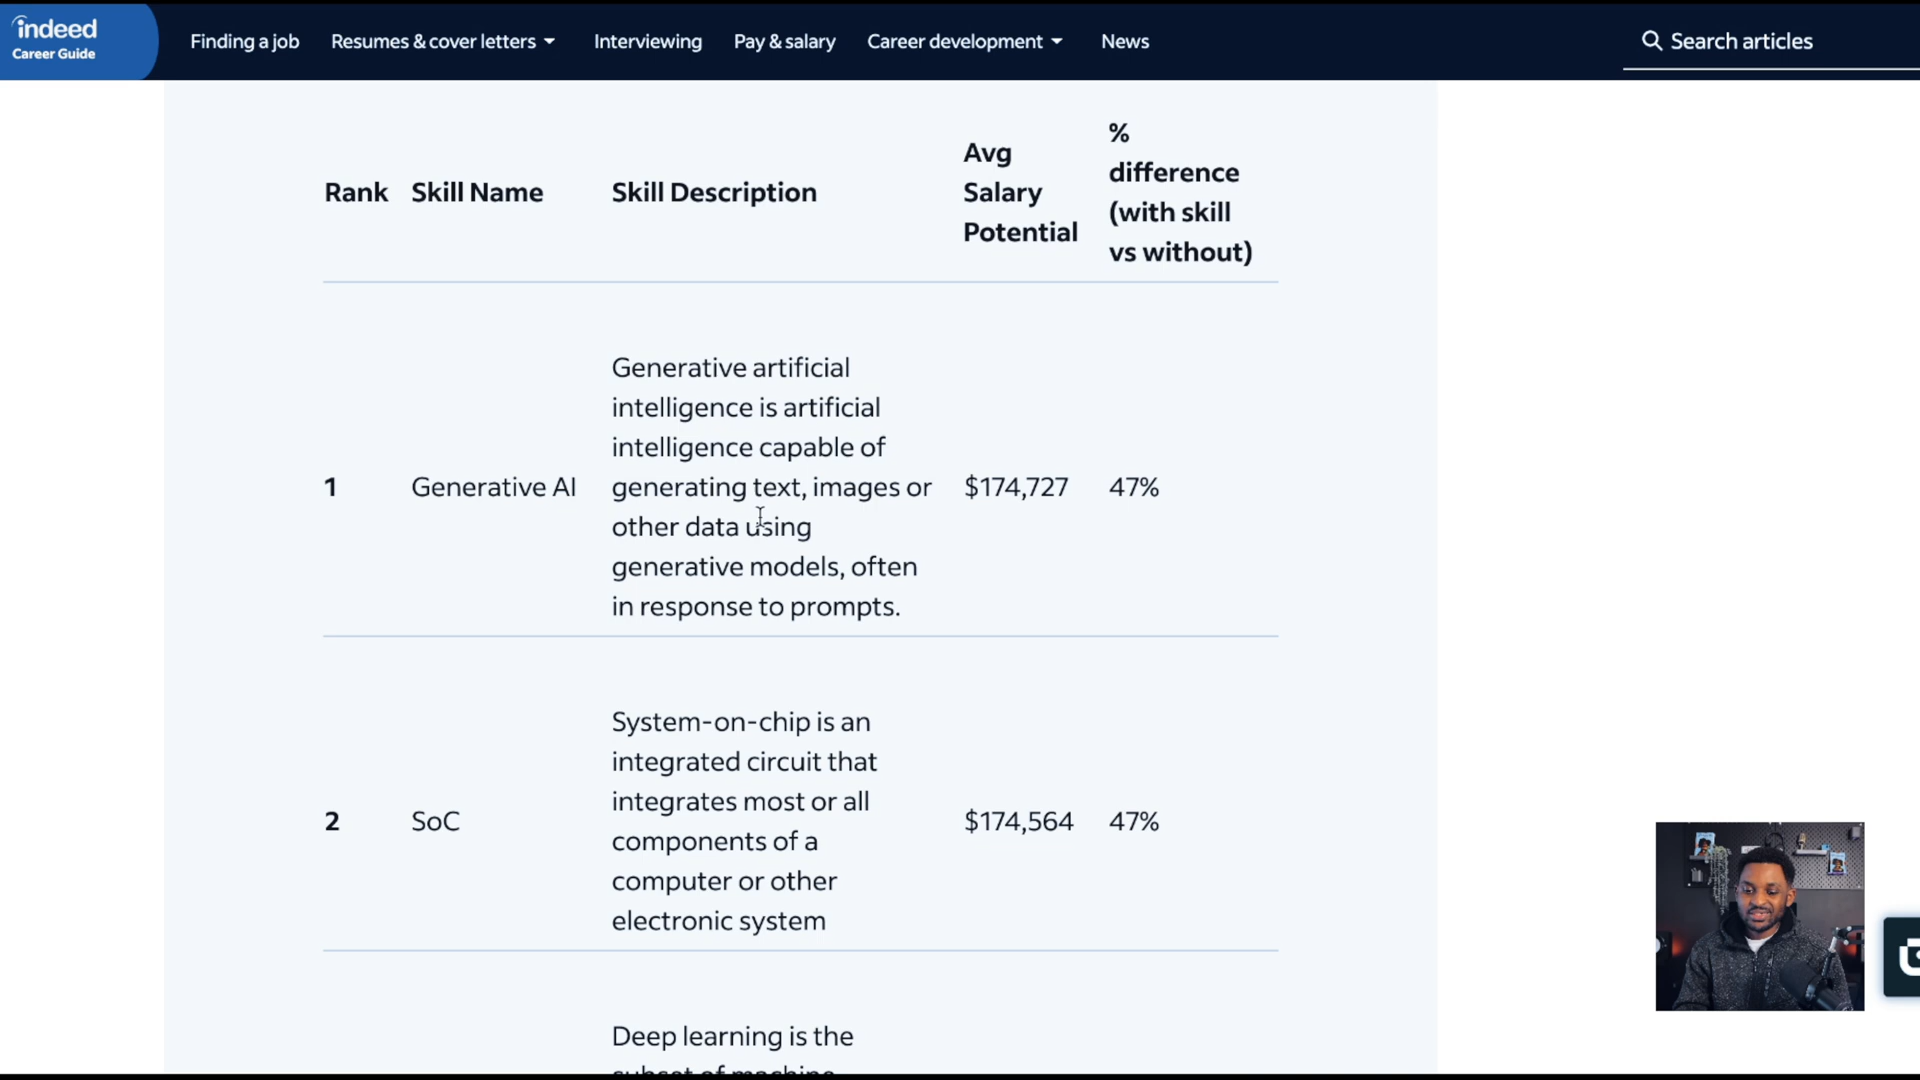 indeed
Career Guide
Finding a job
Resumes & cover letters
Interviewing
Pay & salary
Career development
News
Search articles
Rank
Skill Name
Skill Description
Avg
Salary
Potential
%
difference
(with skill
vs without)
1
Generative AI
Generative artificial
intelligence is artificial
intelligence capable of
generating text, images or
other data using
generative models, often
in response to prompts.
$174,727
47%
2
SoC
System-on-chip is an
integrated circuit that
integrates most or all
components of a
computer or other
electronic system
$174,564
47%
Deep learning is the
subset of machine